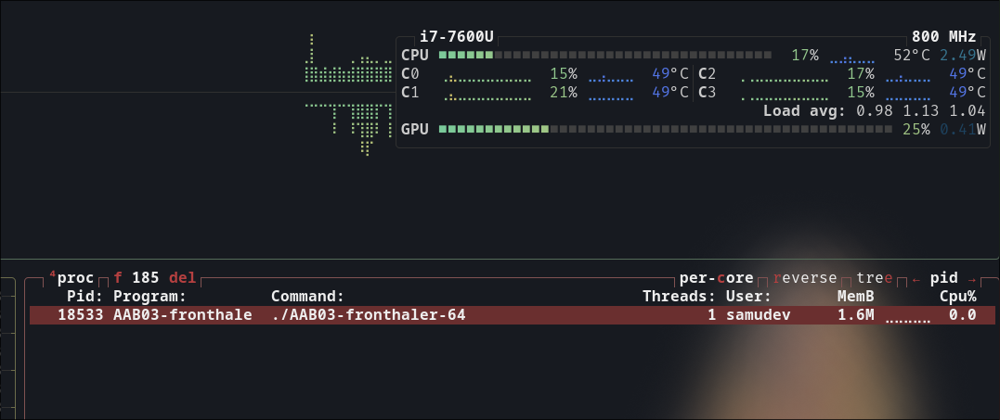 i7-7600U 800 MHz
CPU 17% 52°C 2.49W
C0 15% 49°C C2 17% 49°C
C1 21% 49°C C3 15% 49°C
Load avg: 0.98 1.13 1.04
GPU 25% 0.41W
⁴proc f 185 del per-core reverse tree ← pid →
Pid: Program: Command: Threads: User: MemB Cpu%
18533 AAB03-fronthale ./AAB03-fronthaler-64 1 samudev 1.6M 0.0